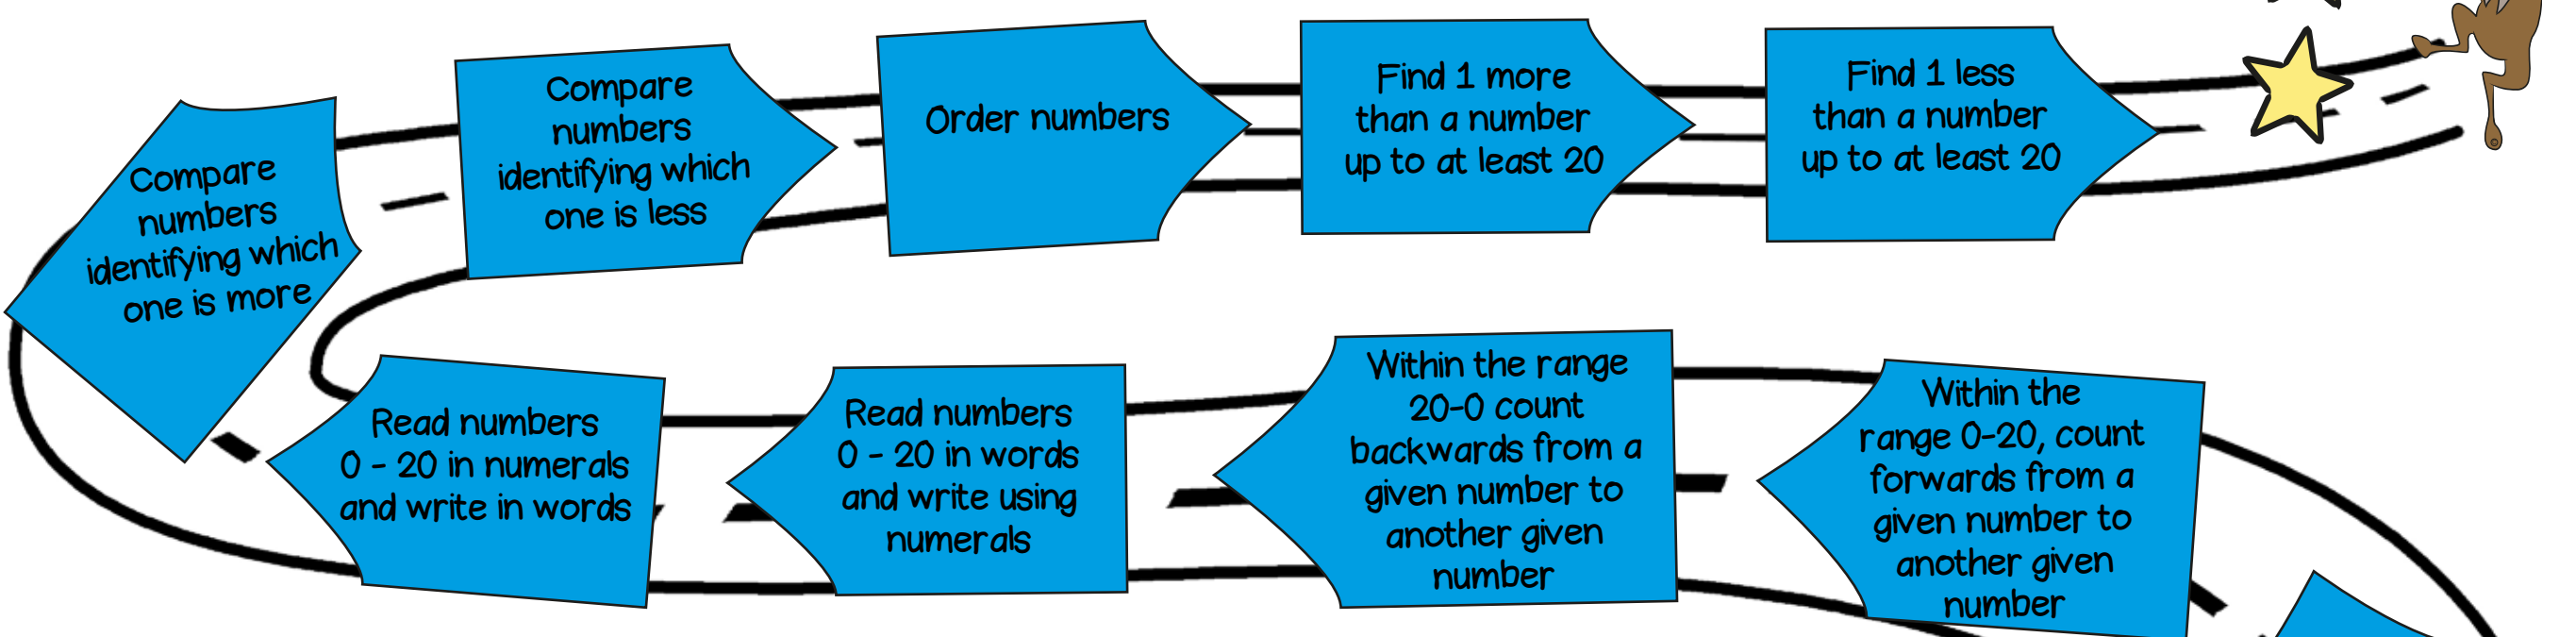 Compare
numbers
identifying which
one is more
Compare
numbers
identifying which
one is less
Order numbers
Find 1 more
than a number
up to at least 20
Find 1 less
than a number
up to at least 20
Read numbers
0 - 20 in numerals
and write in words
Read numbers
0 - 20 in words
and write using
numerals
Within the range
20-0 count
backwards from a
given number to
another given
number
Within the
range 0-20, count
forwards from a
given number to
another given
number